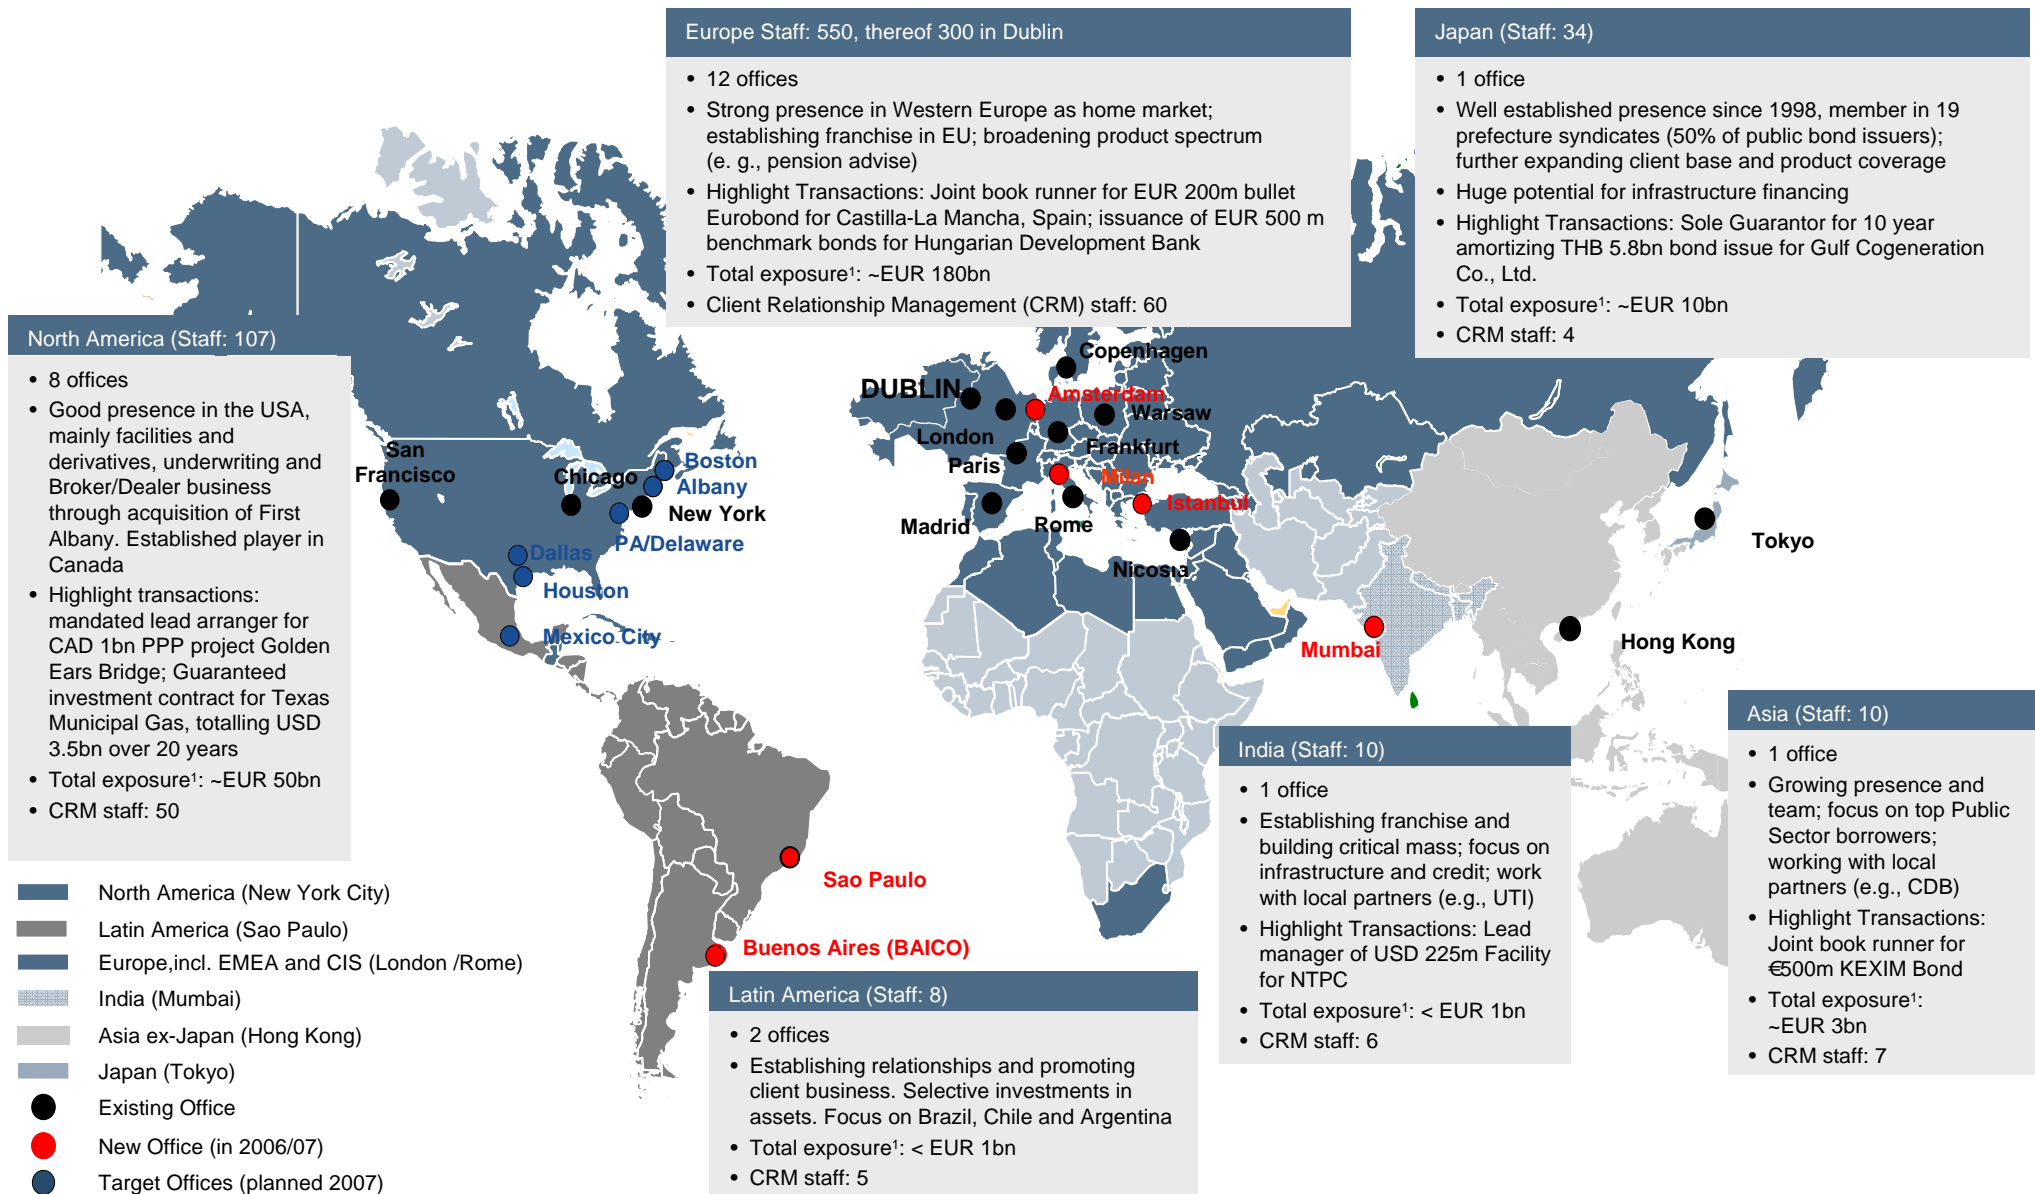 Europe Staff: 550, thereof 300 in Dublin
• 12 offices
• Strong presence in Western Europe as home market;
establishing franchise in EU; broadening product spectrum
(e. g., pension advise)
• Highlight Transactions: Joint book runner for EUR 200m bullet
Eurobond for Castilla-La Mancha, Spain; issuance of EUR 500 m
benchmark bonds for Hungarian Development Bank
• Total exposure¹: ~EUR 180bn
• Client Relationship Management (CRM) staff: 60
Japan (Staff: 34)
• 1 office
• Well established presence since 1998, member in 19
prefecture syndicates (50% of public bond issuers);
further expanding client base and product coverage
• Huge potential for infrastructure financing
• Highlight Transactions: Sole Guarantor for 10 year
amortizing THB 5.8bn bond issue for Gulf Cogeneration
Co., Ltd.
• Total exposure¹: ~EUR 10bn
• CRM staff: 4
North America (Staff: 107)
• 8 offices
• Good presence in the USA,
mainly facilities and
derivatives, underwriting and
Broker/Dealer business
through acquisition of First
Albany. Established player in
Canada
• Highlight transactions:
mandated lead arranger for
CAD 1bn PPP project Golden
Ears Bridge; Guaranteed
investment contract for Texas
Municipal Gas, totalling USD
3.5bn over 20 years
• Total exposure¹: ~EUR 50bn
• CRM staff: 50
San
Francisco
Chicago
Boston
Albany
New York
PA/Delaware
Dallas
Houston
Mexico City
Copenhagen
DUBLIN
Amsterdam
Warsaw
London
Frankfurt
Paris
Milan
Istanbul
Madrid
Rome
Nicosia
Tokyo
Mumbai
Hong Kong
Sao Paulo
Buenos Aires (BAICO)
India (Staff: 10)
• 1 office
• Establishing franchise and
building critical mass; focus on
infrastructure and credit; work
with local partners (e.g., UTI)
• Highlight Transactions: Lead
manager of USD 225m Facility
for NTPC
• Total exposure¹: < EUR 1bn
• CRM staff: 6
Asia (Staff: 10)
• 1 office
• Growing presence and
team; focus on top Public
Sector borrowers;
working with local
partners (e.g., CDB)
• Highlight Transactions:
Joint book runner for
€500m KEXIM Bond
• Total exposure¹:
~EUR 3bn
• CRM staff: 7
Latin America (Staff: 8)
• 2 offices
• Establishing relationships and promoting
client business. Selective investments in
assets. Focus on Brazil, Chile and Argentina
• Total exposure¹: < EUR 1bn
• CRM staff: 5
North America (New York City)
Latin America (Sao Paulo)
Europe,incl. EMEA and CIS (London /Rome)
India (Mumbai)
Asia ex-Japan (Hong Kong)
Japan (Tokyo)
Existing Office
New Office (in 2006/07)
Target Offices (planned 2007)